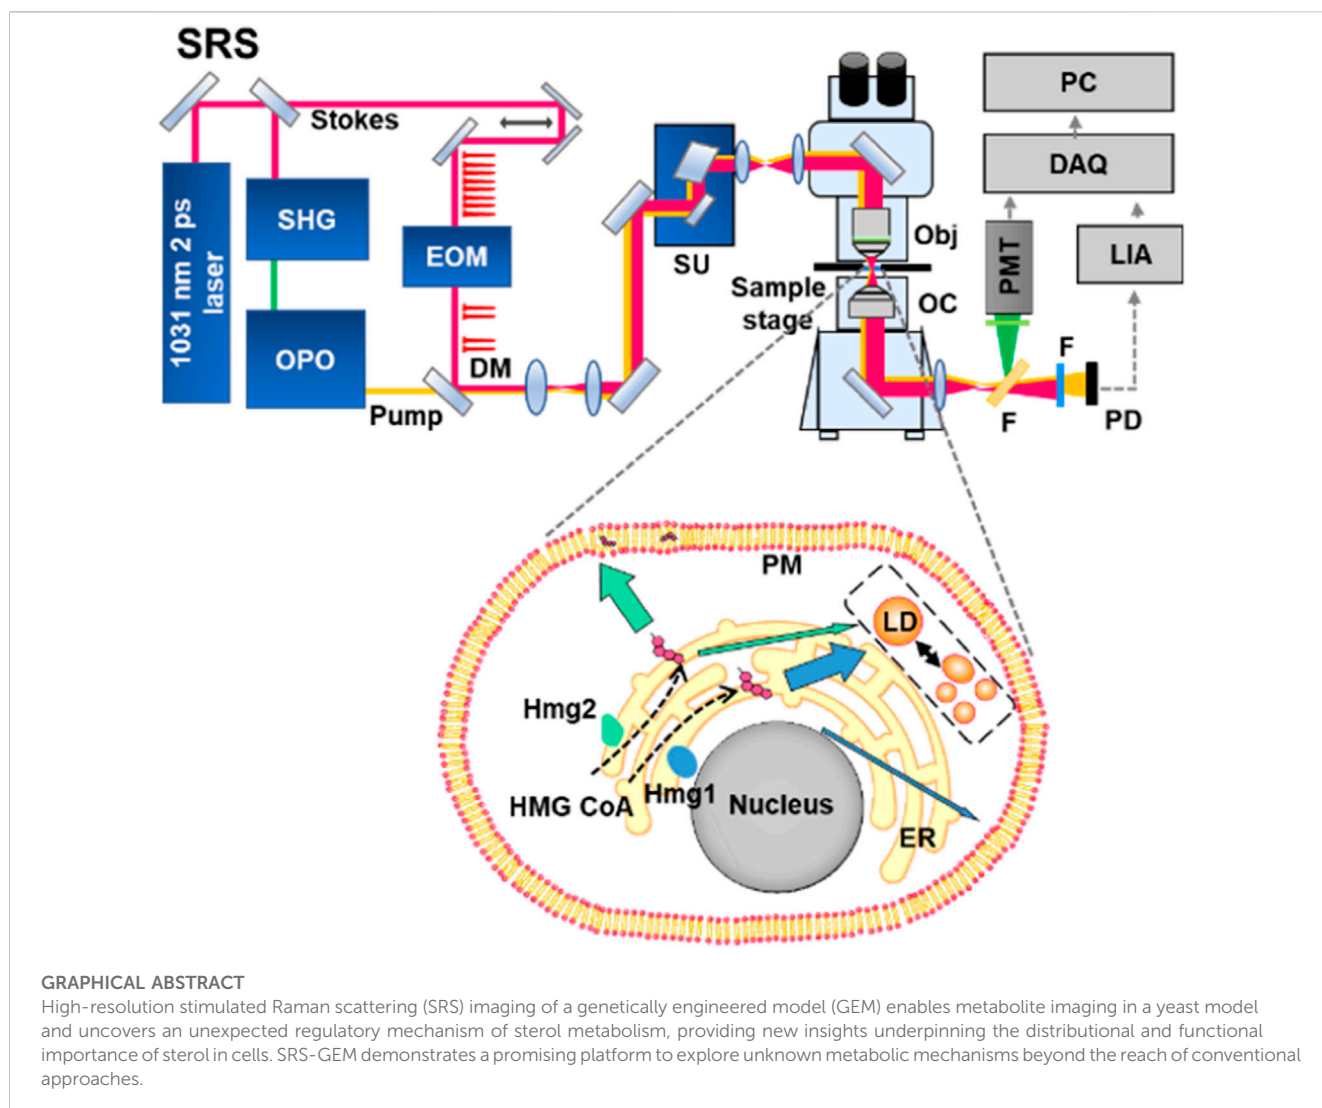 SRS
Stokes
1031 nm 2 ps
laser
SHG
OPO
EOM
DM
Pump
SU
Obj
Sample
stage
OC
PC
DAQ
PMT
LIA
F
F
PD
PM
LD
Hmg2
HMG CoA
Hmg1
Nucleus
ER
GRAPHICAL ABSTRACT
High-resolution stimulated Raman scattering (SRS) imaging of a genetically engineered model (GEM) enables metabolite imaging in a yeast model
and uncovers an unexpected regulatory mechanism of sterol metabolism, providing new insights underpinning the distributional and functional
importance of sterol in cells. SRS-GEM demonstrates a promising platform to explore unknown metabolic mechanisms beyond the reach of conventional
approaches.